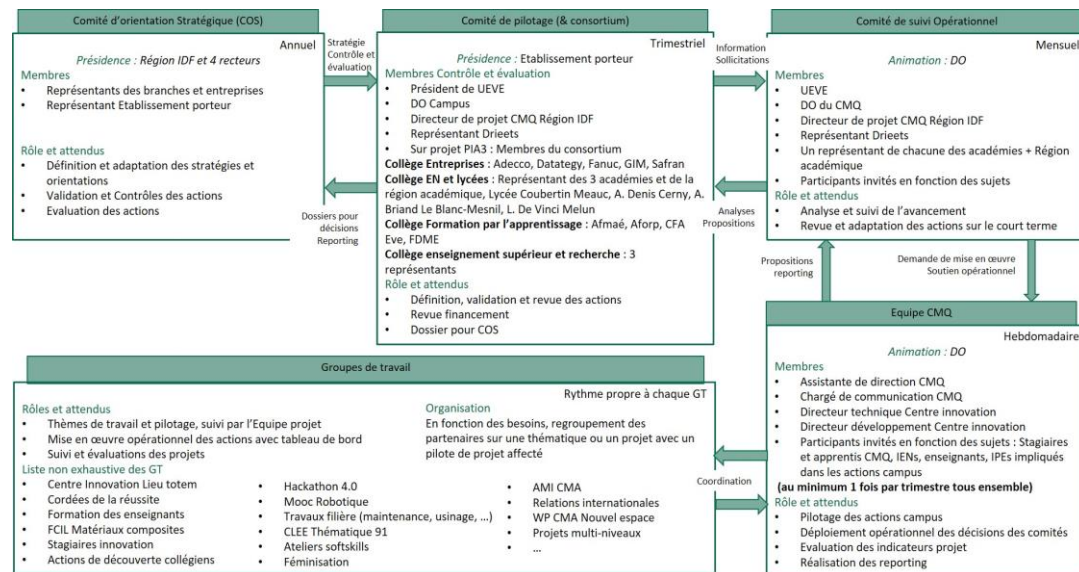 Comité d'orientation Stratégique (COS)
Annuel
Présidence : Région IDF et 4 recteurs
Membres
• Représentants des branches et entreprises
• Représentant Etablissement porteur
Rôle et attendus
• Définition et adaptation des stratégies et
orientations
• Validation et Contrôles des actions
• Evaluation des actions
Stratégie
Contrôle et
évaluation
Dossiers pour
décisions
Reporting
Comité de pilotage (& consortium)
Trimestriel
Présidence : Etablissement porteur
Membres Contrôle et évaluation
• Président de UEVE
• DO Campus
• Directeur de projet CMQ Région IDF
• Représentant Drieets
• Sur projet PIA3 : Membres du consortium
Collège Entreprises : Adecco, Datategy, Fanuc, GIM, Safran
Collège EN et lycées : Représentant des 3 académies et de
la région académique, Lycée Coubertin Meauc, A. Denis Cerny, A.
Briand Le Blanc-Mesnil, L. De Vinci Melun
Collège Formation par l'apprentissage : Afmaé, Aforp, CFA
Eve, FDME
Collège enseignement supérieur et recherche : 3
représentants
Rôle et attendus
• Définition, validation et revue des actions
• Revue financement
• Dossier pour COS
Information
Sollicitations
Analyses
Propositions
Comité de suivi Opérationnel
Mensuel
Animation : DO
Membres
• UEVE
• DO du CMQ
• Directeur de projet CMQ Région IDF
• Représentant Drieets
• Un représentant de chacune des académies + Région
académique
• Participants invités en fonction des sujets
Rôle et attendus
• Analyse et suivi de l'avancement
• Revue et adaptation des actions sur le court terme
Propositions
reporting
Demande de mise en œuvre
Soutien opérationnel
Equipe CMQ
Hebdomadaire
Animation : DO
Membres
• Assistante de direction CMQ
• Chargé de communication CMQ
• Directeur technique Centre innovation
• Directeur développement Centre innovation
• Participants invités en fonction des sujets : Stagiaires
et apprentis CMQ, IENs, enseignants, IPEs impliqués
dans les actions campus
(au minimum 1 fois par trimestre tous ensemble)
Rôle et attendus
• Pilotage des actions campus
• Déploiement opérationnel des décisions des comités
• Evaluation des indicateurs projet
• Réalisation des reporting
Coordination
Groupes de travail
Rythme propre à chaque GT
Rôles et attendus
• Thèmes de travail et pilotage, suivi par l'Equipe projet
• Mise en œuvre opérationnel des actions avec tableau de bord
• Suivi et évaluations des projets
Organisation
En fonction des besoins, regroupement des
partenaires sur une thématique ou un projet avec un
pilote de projet affecté
Liste non exhaustive des GT
• Centre Innovation Lieu totem
• Cordées de la réussite
• Formation des enseignants
• FCIL Matériaux composites
• Stagiaires innovation
• Actions de découverte collégiens
• Hackathon 4.0
• Mooc Robotique
• Travaux filière (maintenance, usinage, …)
• CLEE Thématique 91
• Ateliers softskills
• Féminisation
• AMI CMA
• Relations internationales
• WP CMA Nouvel espace
• Projets multi-niveaux
• …